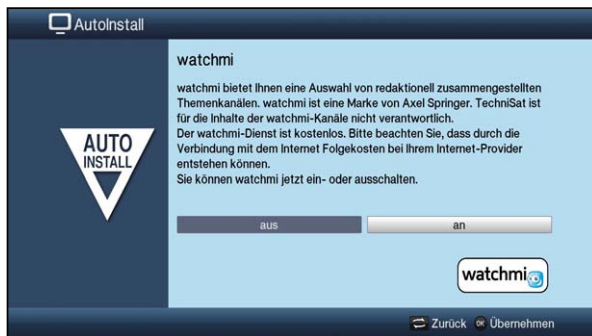 AutoInstall
watchmi
watchmi bietet Ihnen eine Auswahl von redaktionell zusammengestellten
Themenkanälen. watchmi ist eine Marke von Axel Springer. TechniSat ist
für die Inhalte der watchmi-Kanäle nicht verantwortlich.
Der watchmi-Dienst ist kostenlos. Bitte beachten Sie, dass durch die
Verbindung mit dem Internet Folgekosten bei Ihrem Internet-Provider
entstehen können.
Sie können watchmi jetzt ein- oder ausschalten.
AUTO
INSTALL
aus an
watchmi
Zurück OK Übernehmen